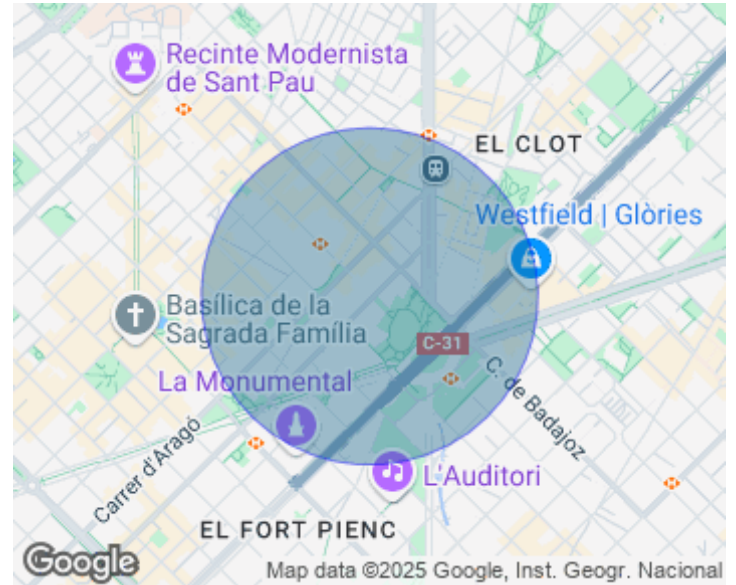 Recinte Modernista
de Sant Pau
EL CLOT
Westfield | Glòries
Basílica de la
Sagrada Família
C-31
La Monumental
C. de Badajoz
Carrer d'Aragó
L'Auditori
EL FORT PIENC
Google
Map data ©2025 Google, Inst. Geogr. Nacional